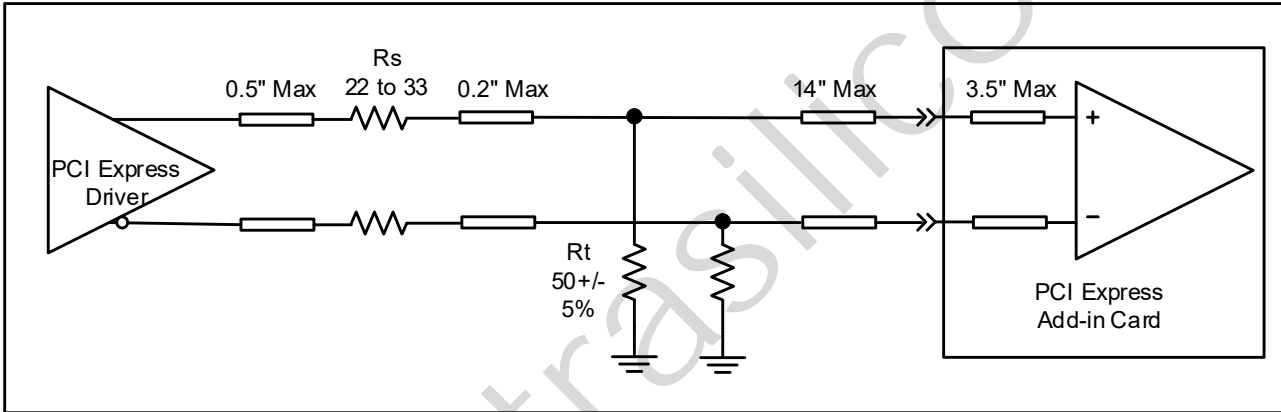 Rs
22 to 33
0.5" Max
0.2" Max
14" Max
3.5" Max
PCI Express
Driver
+
−
Rt
50+/-
5%
PCI Express
Add-in Card